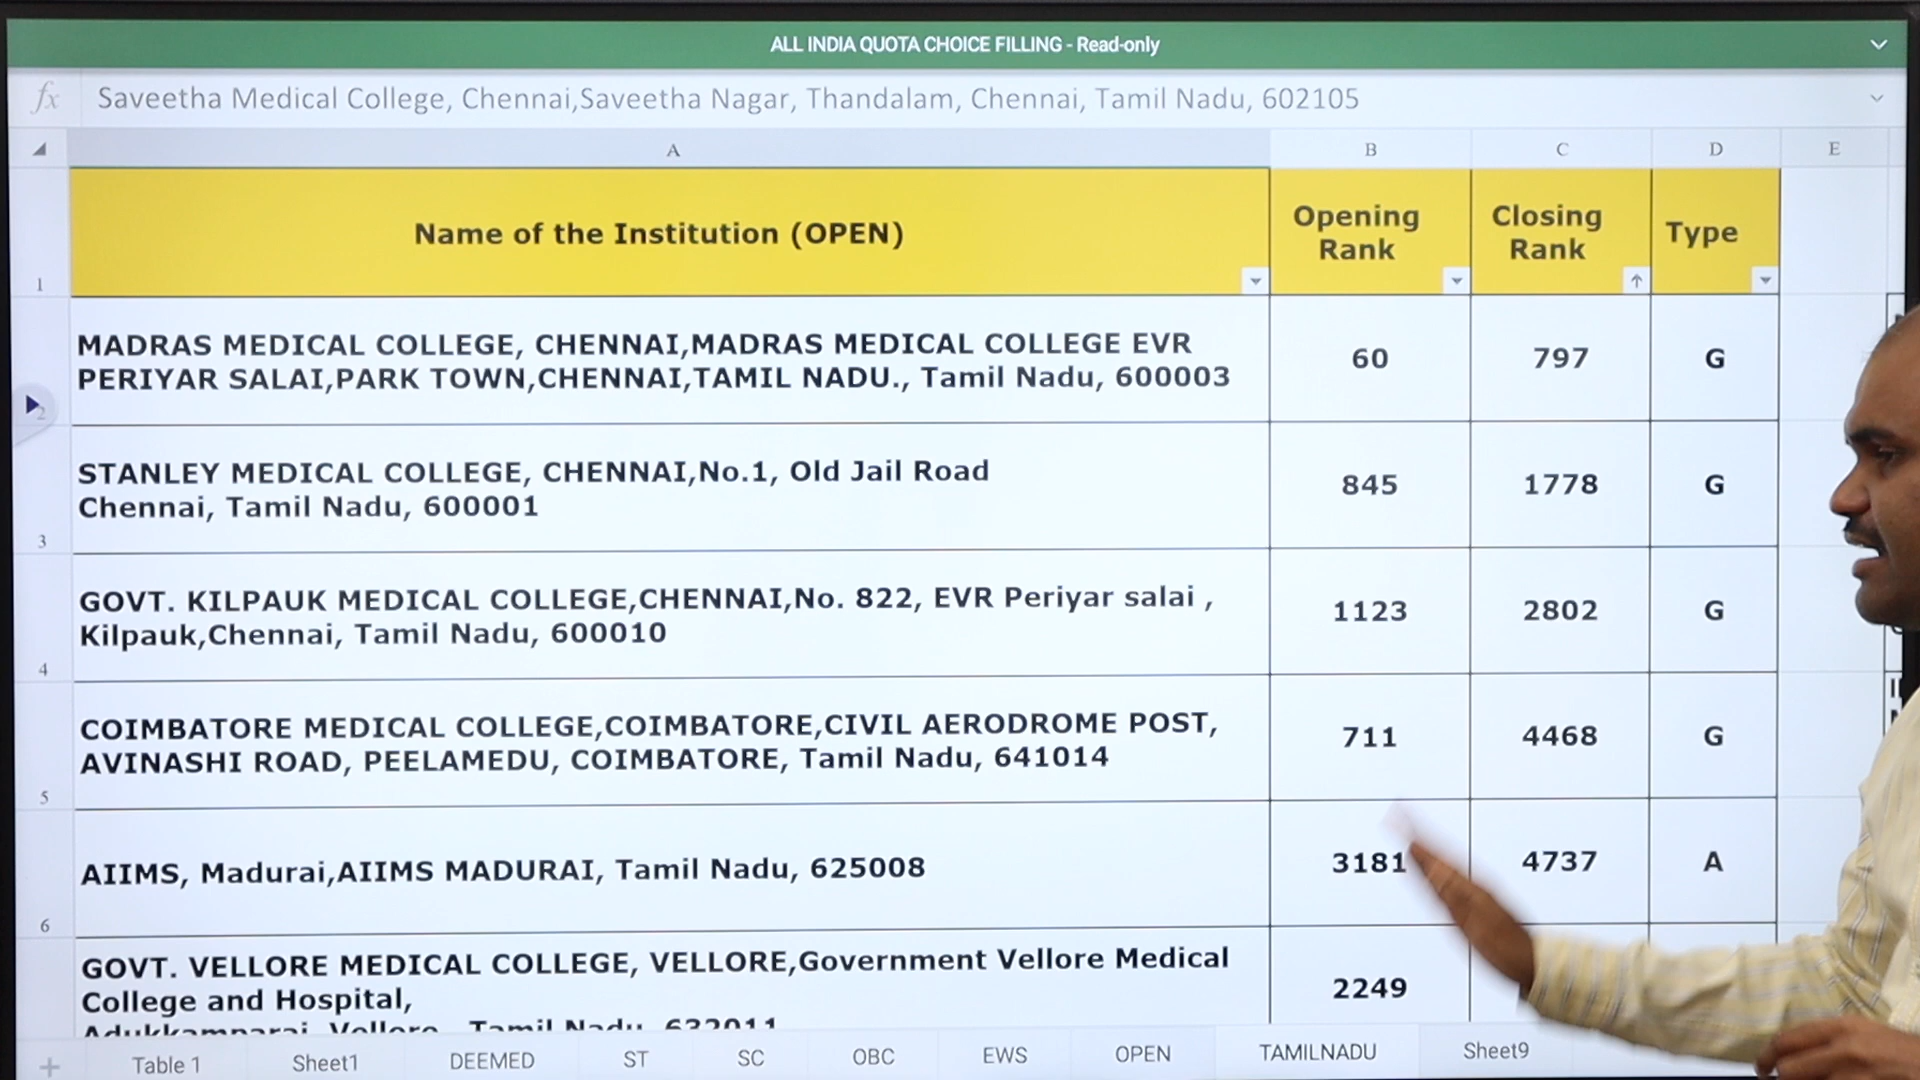 ALL INDIA QUOTA CHOICE FILLING - Read-only
fx Saveetha Medical College, Chennai,Saveetha Nagar, Thandalam, Chennai, Tamil Nadu, 602105
A B C D E
1 Name of the Institution (OPEN) Opening Rank Closing Rank Type
MADRAS MEDICAL COLLEGE, CHENNAI,MADRAS MEDICAL COLLEGE EVR
PERIYAR SALAI,PARK TOWN,CHENNAI,TAMIL NADU., Tamil Nadu, 600003
60 797 G
2
STANLEY MEDICAL COLLEGE, CHENNAI,No.1, Old Jail Road
Chennai, Tamil Nadu, 600001
845 1778 G
3
GOVT. KILPAUK MEDICAL COLLEGE,CHENNAI,No. 822, EVR Periyar salai ,
Kilpauk,Chennai, Tamil Nadu, 600010
1123 2802 G
4
COIMBATORE MEDICAL COLLEGE,COIMBATORE,CIVIL AERODROME POST,
AVINASHI ROAD, PEELAMEDU, COIMBATORE, Tamil Nadu, 641014
711 4468 G
5
AIIMS, Madurai,AIIMS MADURAI, Tamil Nadu, 625008
3181 4737 A
6
GOVT. VELLORE MEDICAL COLLEGE, VELLORE,Government Vellore Medical
College and Hospital,
Adukkamparai, Vellore, Tamil Nadu, 632011
2249
Table 1 Sheet1 DEEMED ST SC OBC EWS OPEN TAMILNADU Sheet9